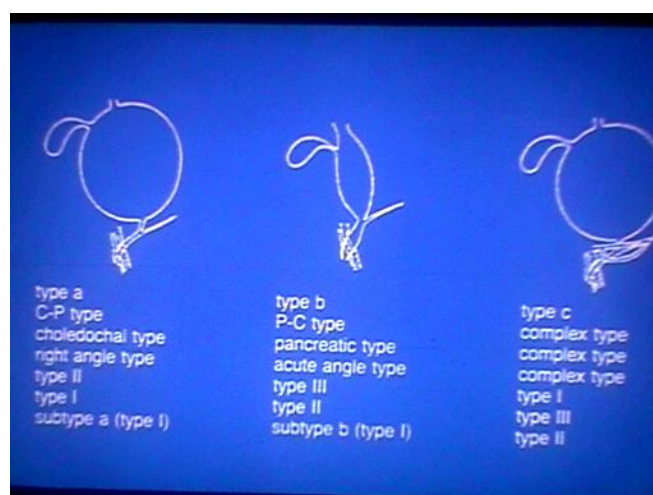 type a
C-P type
choledochal type
right angle type
type II
type I
subtype a (type I)
type b
P-C type
pancreatic type
acute angle type
type III
type II
subtype b (type I)
type c
complex type
complex type
complex type
type I
type III
type II